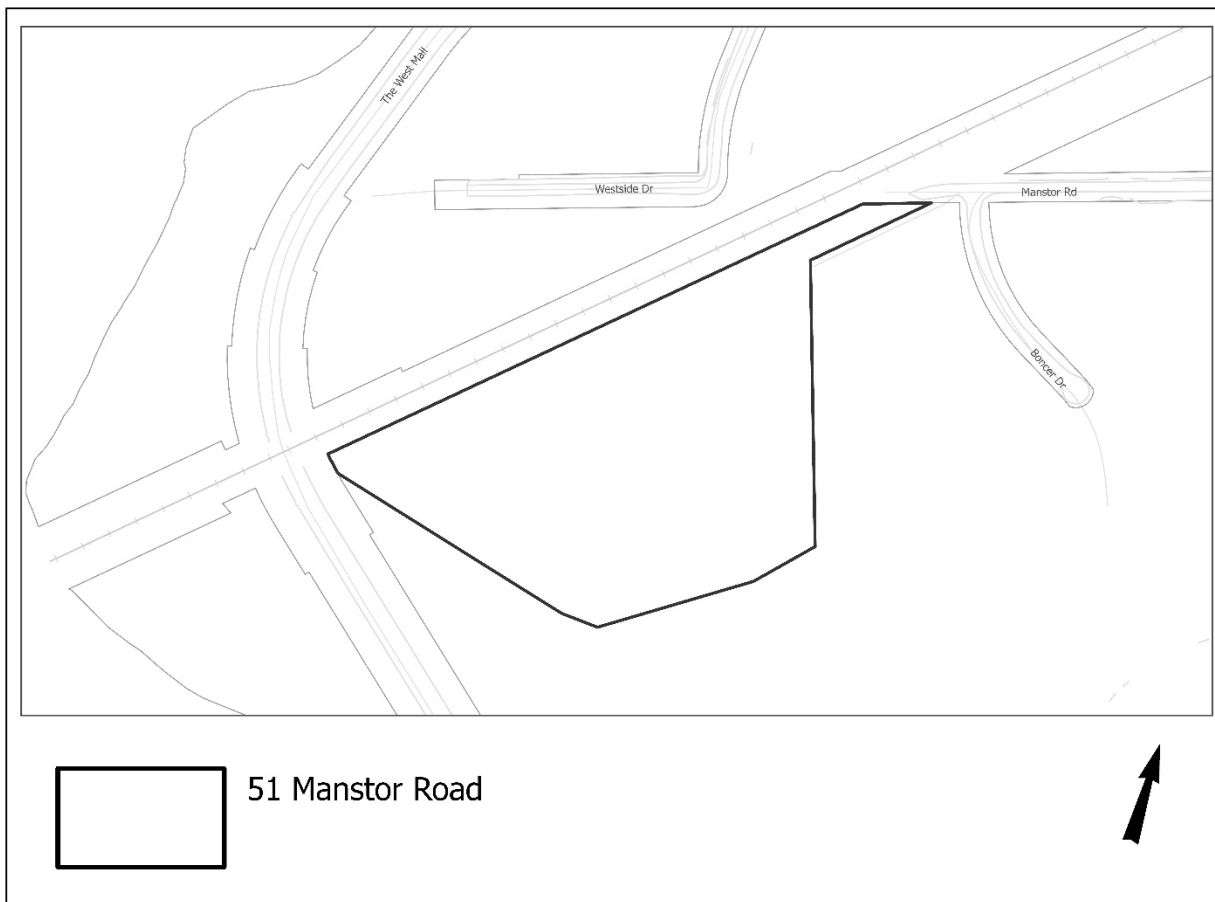 The West Mall
Westside Dr
Manstor Rd
Boncer Dr
51 Manstor Road